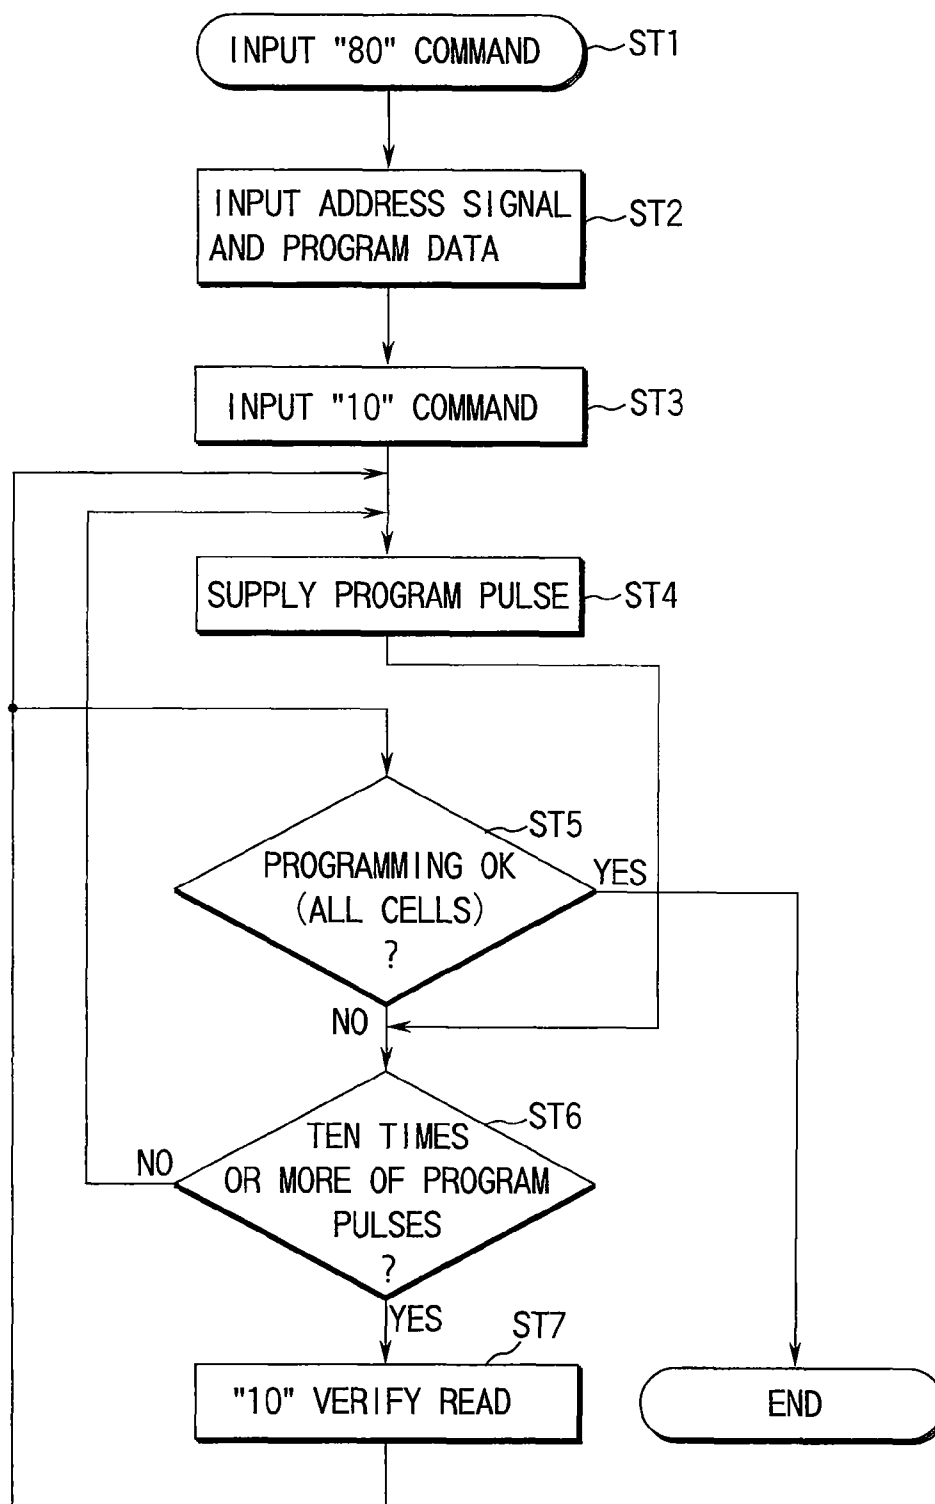 INPUT "80" COMMAND
ST1
INPUT ADDRESS SIGNAL
AND PROGRAM DATA
ST2
INPUT "10" COMMAND
ST3
SUPPLY PROGRAM PULSE
ST4
ST5
PROGRAMMING OK
(ALL CELLS)
?
YES
NO
ST6
TEN TIMES
OR MORE OF PROGRAM
PULSES
?
NO
YES
ST7
"10" VERIFY READ
END